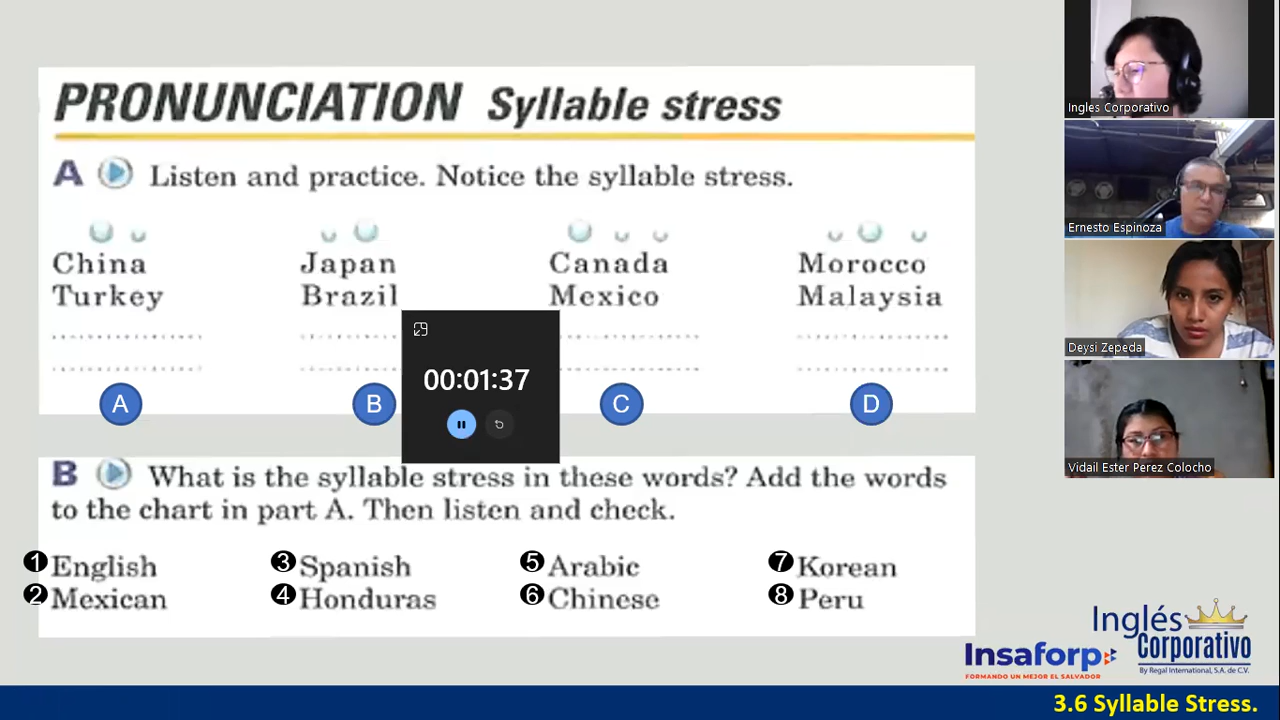 PRONUNCIATION Syllable stress
A Listen and practice. Notice the syllable stress.
China Japan Canada Morocco
Turkey Brazil Mexico Malaysia
A B C D
00:01:37
B What is the syllable stress in these words? Add the words
to the chart in part A. Then listen and check.
1 English 3 Spanish 5 Arabic 7 Korean
2 Mexican 4 Honduras 6 Chinese 8 Peru
Ingles Corporativo
Ernesto Espinoza
Deysi Zepeda
Vidail Ester Perez Colocho
Insaforp
FORMANDO UN MEJOR EL SALVADOR
Inglés
Corporativo
By Regal International, S.A. de C.V.
3.6 Syllable Stress.